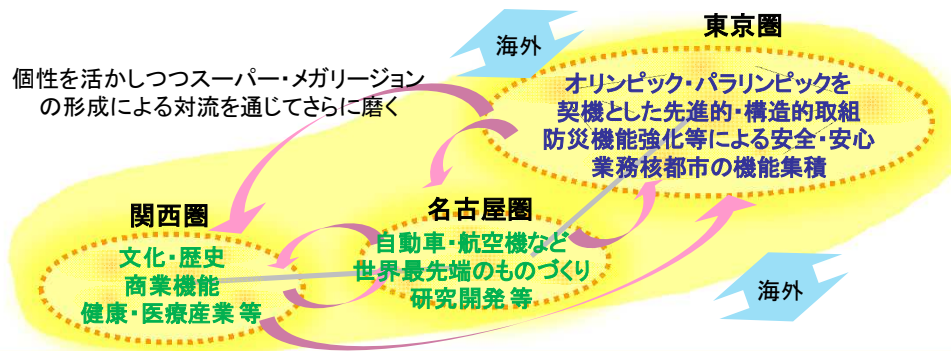 東京圏
海外
個性を活かしつつスーパー・メガリージョン
の形成による対流を通じてさらに磨く
オリンピック・パラリンピックを
契機とした先進的・構造的取組
防災機能強化等による安全・安心
業務核都市の機能集積
関西圏
文化・歴史
商業機能
健康・医療産業 等
名古屋圏
自動車・航空機など
世界最先端のものづくり
研究開発 等
海外